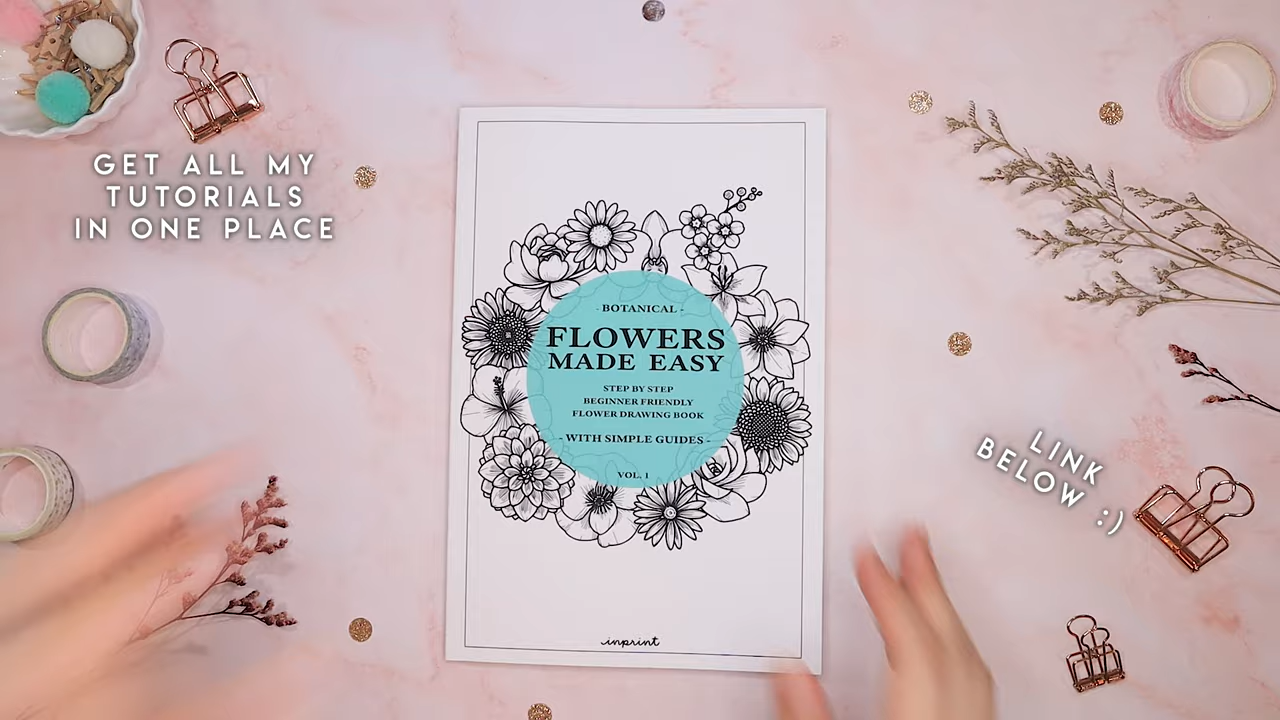 GET ALL MY
TUTORIALS
IN ONE PLACE
- BOTANICAL -
FLOWERS
MADE EASY
STEP BY STEP
BEGINNER FRIENDLY
FLOWER DRAWING BOOK
- WITH SIMPLE GUIDES -
VOL. 1
inprint
LINK
BELOW :)